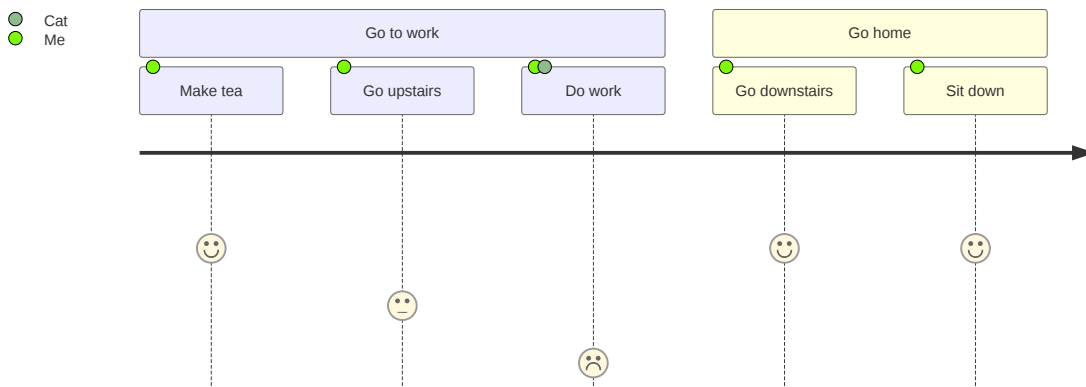 Cat
Me
Go to work
Go home
Make tea
Go upstairs
Do work
Go downstairs
Sit down